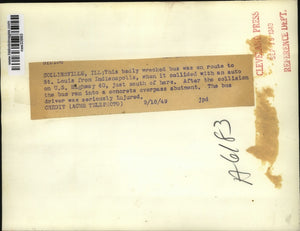 COLLINSVILLE, ILL:This badly wrecked bus was en route to
St. Louis from Indianapolis, when it collided with an auto
on U.S. Highway 40, just south of here. After the collision
the bus ran into a concrete overpass abutment. The bus
driver was seriously injured.
CREDIT (ACME TELEPHOTO) 9/18/49 jpd
CLEVELAND PRESS
REFERENCE DEPT.
A6183